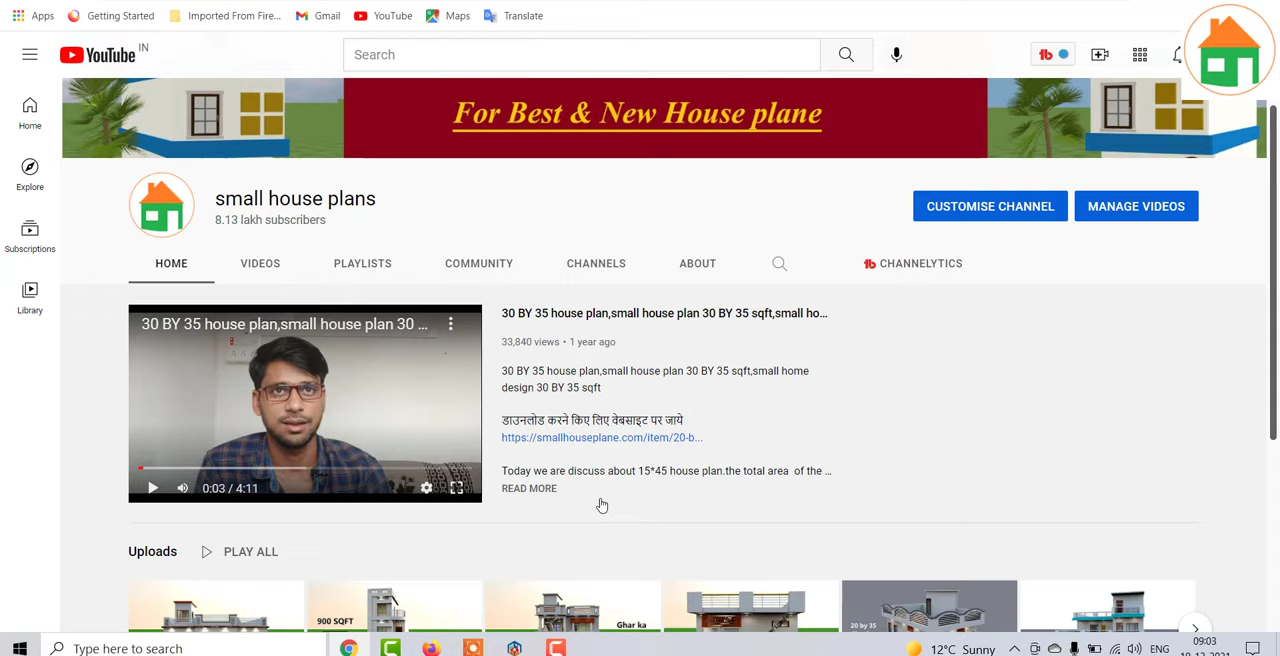 Apps Getting Started Imported From Fire... Gmail YouTube Maps Translate
YouTube IN Search
For Best & New House plane
Home
Explore
Subscriptions
Library
small house plans
8.13 lakh subscribers
CUSTOMISE CHANNEL MANAGE VIDEOS
HOME VIDEOS PLAYLISTS COMMUNITY CHANNELS ABOUT CHANNELYTICS
30 BY 35 house plan,small house plan 30 ...
0:03 / 4:11
30 BY 35 house plan,small house plan 30 BY 35 sqft,small ho...
33,840 views • 1 year ago
30 BY 35 house plan,small house plan 30 BY 35 sqft,small home
design 30 BY 35 sqft
डाउनलोड करने किए लिए वेबसाइट पर जाये
https://smallhouseplane.com/item/20-b...
Today we are discuss about 15*45 house plan.the total area of the ...
READ MORE
Uploads PLAY ALL
900 SQFT
Ghar ka
20 by 35
Type here to search
12°C Sunny ENG
09:03
10-12-2021